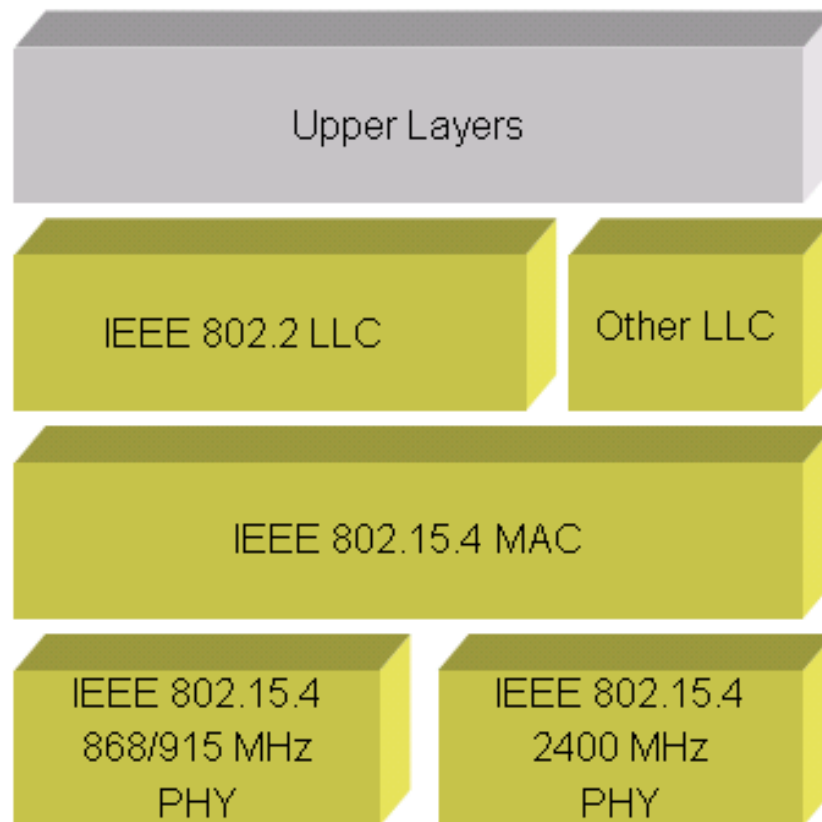 Upper Layers
IEEE 802.2 LLC
Other LLC
IEEE 802.15.4 MAC
IEEE 802.15.4
868/915 MHz
PHY
IEEE 802.15.4
2400 MHz
PHY